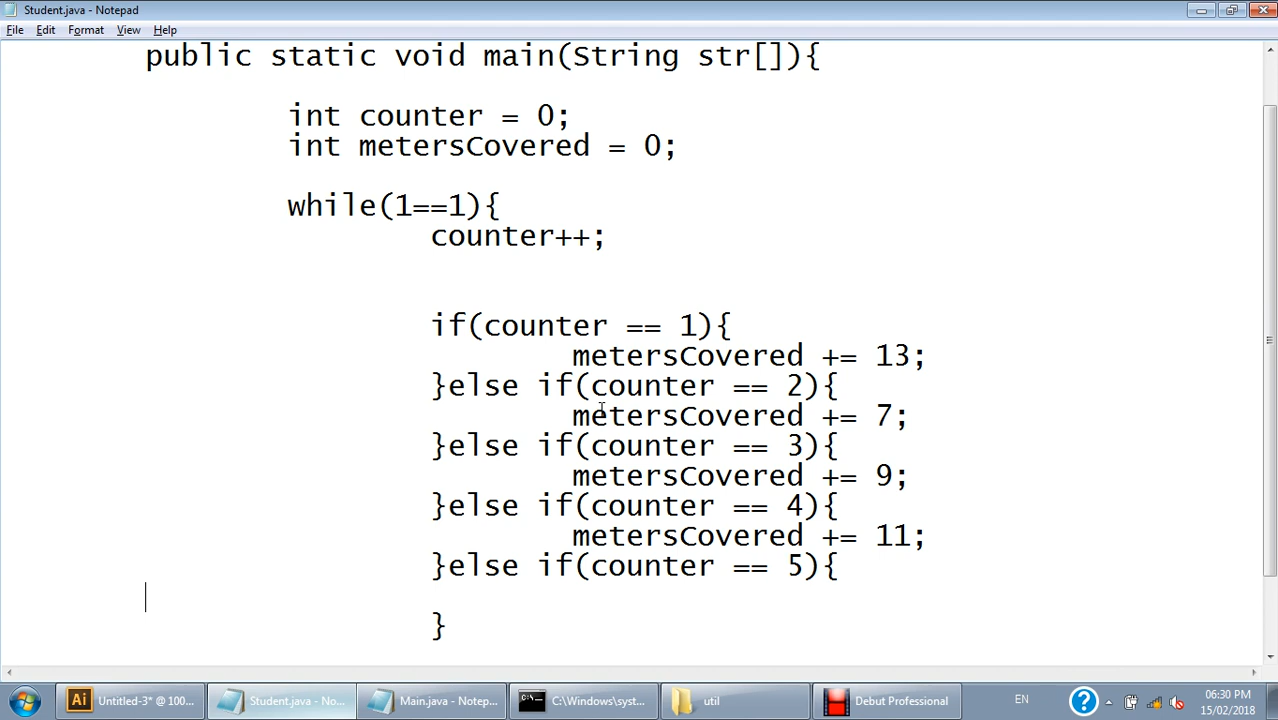 Student.java - Notepad
File Edit Format View Help
public static void main(String str[]){
int counter = 0;
int metersCovered = 0;
while(1==1){
counter++;
if(counter == 1){
metersCovered += 13;
}else if(counter == 2){
metersCovered += 7;
}else if(counter == 3){
metersCovered += 9;
}else if(counter == 4){
metersCovered += 11;
}else if(counter == 5){
}
Ai Untitled-3* @ 100... Student.java - No... Main.java - Notep... C:\Windows\syst... util Debut Professional EN 06:30 PM
15/02/2018